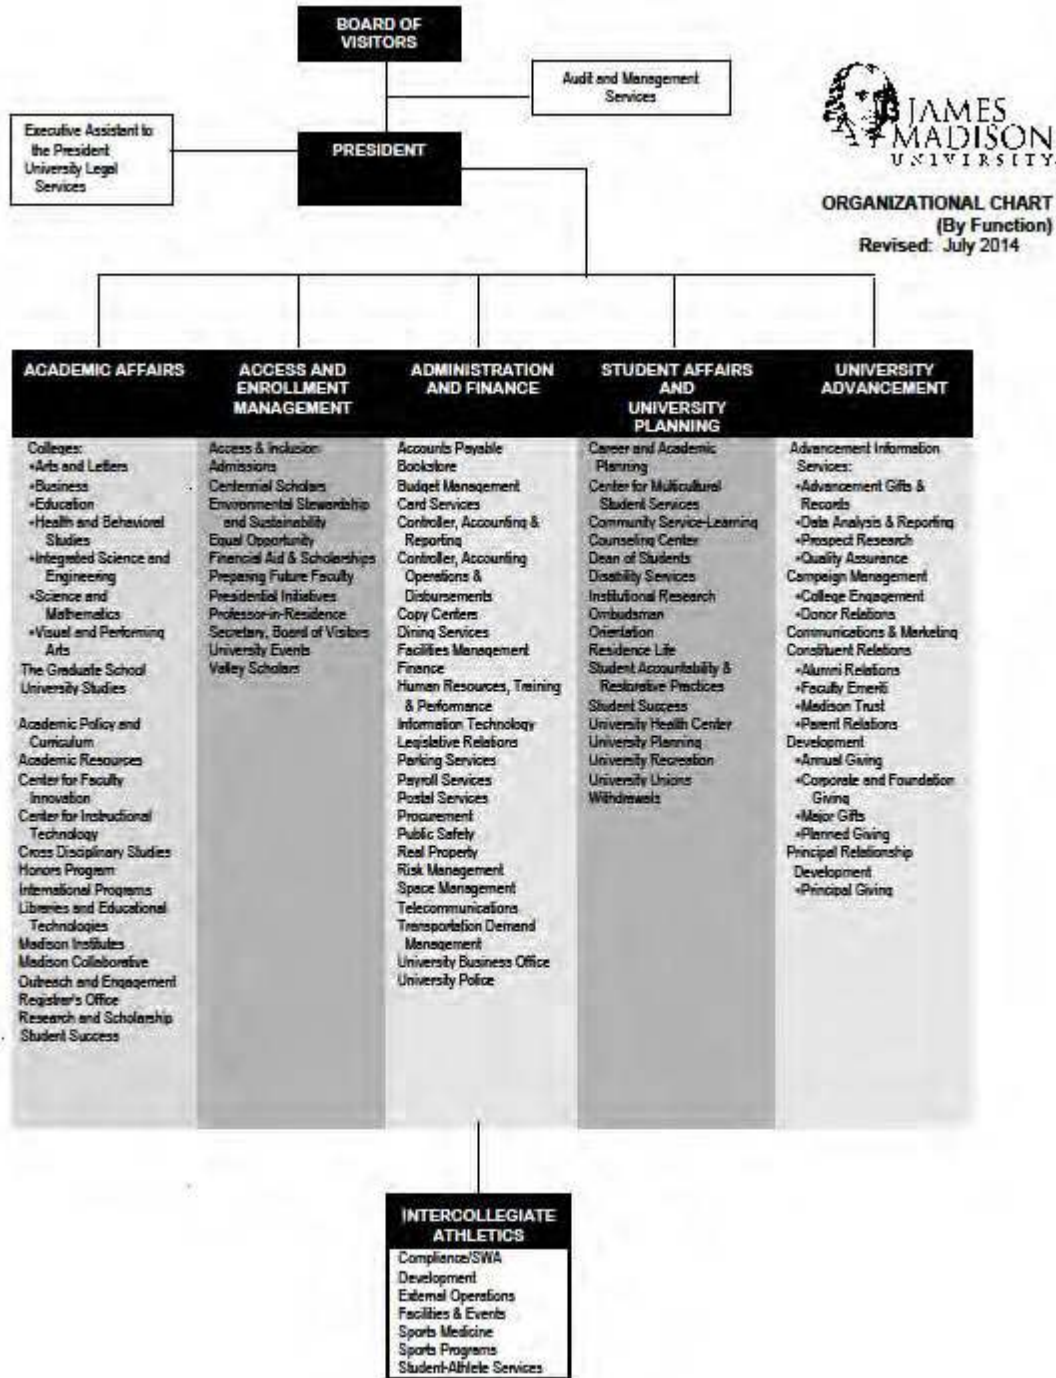 BOARD OF
VISITORS
Audit and Management
Services
Executive Assistant to
the President
University Legal
Services
PRESIDENT
JAMES
MADISON
UNIVERSITY.
ORGANIZATIONAL CHART
(By Function)
Revised: July 2014
ACADEMIC AFFAIRS
Colleges:
•Arts and Letters
•Business
•Education
•Health and Behavioral
Studies
•Integrated Science and
Engineering
•Science and
Mathematics
•Visual and Performing
Arts
The Graduate School
University Studies
Academic Policy and
Curriculum
Academic Resources
Center for Faculty
Innovation
Center for Instructional
Technology
Cross Disciplinary Studies
Honors Program
International Programs
Libraries and Educational
Technologies
Madison Institutes
Madison Collaborative
Outreach and Engagement
Registrar's Office
Research and Scholarship
Student Success
ACCESS AND
ENROLLMENT
MANAGEMENT
Access & Inclusion
Admissions
Centennial Scholars
Environmental Stewardship
and Sustainability
Equal Opportunity
Financial Aid & Scholarships
Preparing Future Faculty
Presidential Initiatives
Professor-in-Residence
Secretary, Board of Visitors
University Events
Valley Scholars
ADMINISTRATION
AND FINANCE
Accounts Payable
Bookstore
Budget Management
Card Services
Controller, Accounting &
Reporting
Controller, Accounting
Operations &
Disbursements
Copy Centers
Dining Services
Facilities Management
Finance
Human Resources, Training
& Performance
Information Technology
Legislative Relations
Parking Services
Payroll Services
Postal Services
Procurement
Public Safety
Real Property
Risk Management
Space Management
Telecommunications
Transportation Demand
Management
University Business Office
University Police
STUDENT AFFAIRS
AND
UNIVERSITY
PLANNING
Career and Academic
Planning
Center for Multicultural
Student Services
Community Service-Learning
Counseling Center
Dean of Students
Disability Services
Institutional Research
Ombudsman
Orientation
Residence Life
Student Accountability &
Restorative Practices
Student Success
University Health Center
University Planning
University Recreation
University Unions
Withdrawals
UNIVERSITY
ADVANCEMENT
Advancement Information
Services:
•Advancement Gifts &
Records
•Data Analysis & Reporting
•Prospect Research
•Quality Assurance
Campaign Management
•College Engagement
•Donor Relations
Communications & Marketing
Constituent Relations
•Alumni Relations
•Faculty Emeriti
•Madison Trust
•Parent Relations
Development
•Annual Giving
•Corporate and Foundation
Giving
•Major Gifts
•Planned Giving
Principal Relationship
Development
•Principal Giving
INTERCOLLEGIATE
ATHLETICS
Compliance/SWA
Development
External Operations
Facilities & Events
Sports Medicine
Sports Programs
Student-Athlete Services